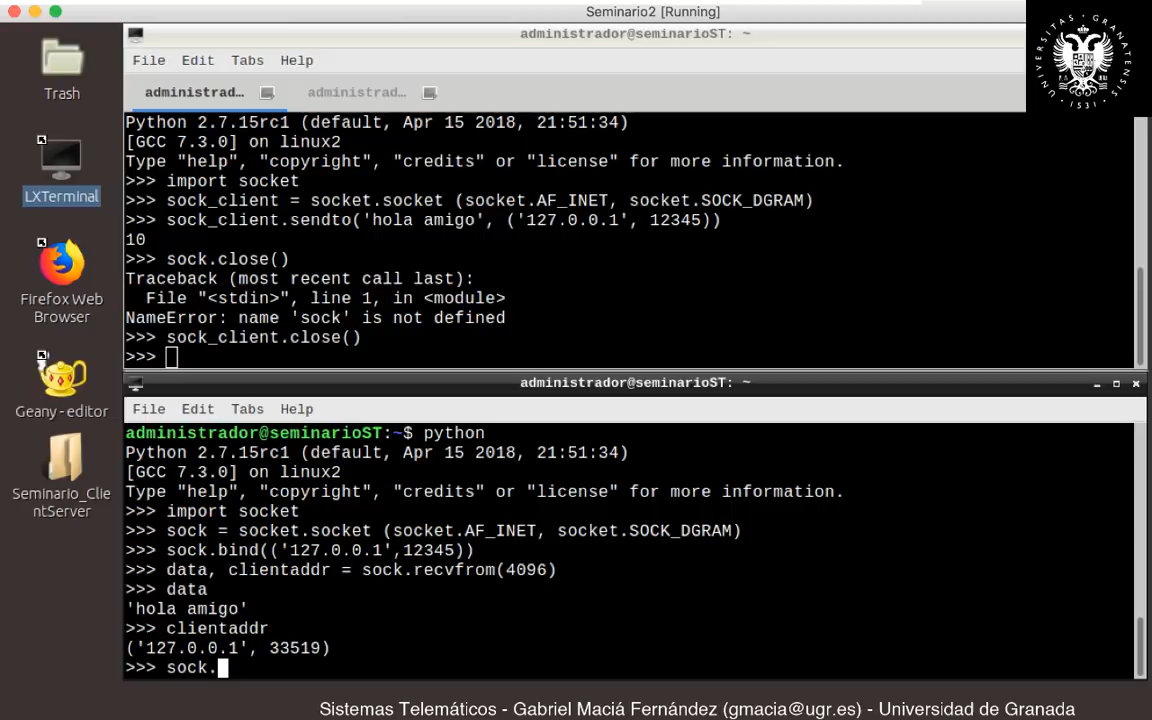 Seminario2 [Running]
administrador@seminarioST: ~
File Edit Tabs Help
administrad... administrad...
Python 2.7.15rc1 (default, Apr 15 2018, 21:51:34)
[GCC 7.3.0] on linux2
Type "help", "copyright", "credits" or "license" for more information.
>>> import socket
>>> sock_client = socket.socket (socket.AF_INET, socket.SOCK_DGRAM)
>>> sock_client.sendto('hola amigo', ('127.0.0.1', 12345))
10
>>> sock.close()
Traceback (most recent call last):
  File "<stdin>", line 1, in <module>
NameError: name 'sock' is not defined
>>> sock_client.close()
>>>
administrador@seminarioST: ~
File Edit Tabs Help
administrador@seminarioST:~$ python
Python 2.7.15rc1 (default, Apr 15 2018, 21:51:34)
[GCC 7.3.0] on linux2
Type "help", "copyright", "credits" or "license" for more information.
>>> import socket
>>> sock = socket.socket (socket.AF_INET, socket.SOCK_DGRAM)
>>> sock.bind(('127.0.0.1',12345))
>>> data, clientaddr = sock.recvfrom(4096)
>>> data
'hola amigo'
>>> clientaddr
('127.0.0.1', 33519)
>>> sock.
Trash
LXTerminal
Firefox Web
Browser
Geany - editor
Seminario_Clie
ntServer
UNIVERSITAS · GRANATENSIS
· 1531 ·
Sistemas Telemáticos - Gabriel Maciá Fernández (gmacia@ugr.es) - Universidad de Granada